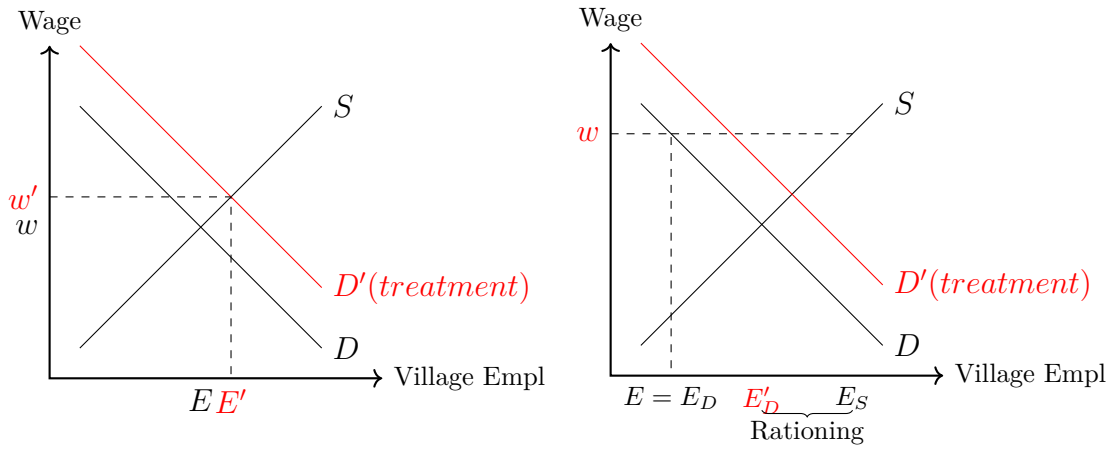 Wage
S
w'
w
D'(treatment)
D
Village Empl
E E'
Wage
w
S
D'(treatment)
D
Village Empl
E = E_D E'_D E_S
Rationing